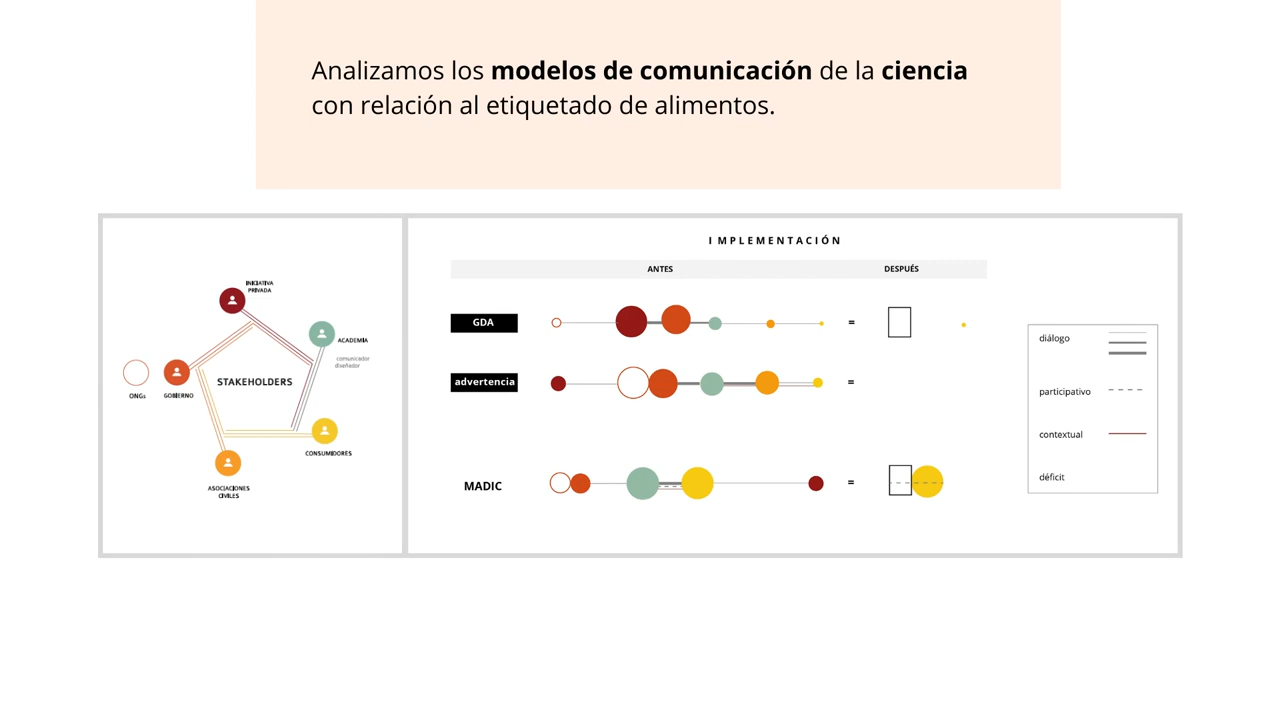 Analizamos los modelos de comunicación de la ciencia
con relación al etiquetado de alimentos.
INICIATIVA
PRIVADA
ACADEMIA
comunicador
diseñador
STAKEHOLDERS
ONGs
GOBIERNO
CONSUMIDORES
ASOCIACIONES
CIVILES
IMPLEMENTACIÓN
ANTES
DESPUÉS
GDA
=
advertencia
=
MADIC
=
diálogo
participativo
contextual
déficit